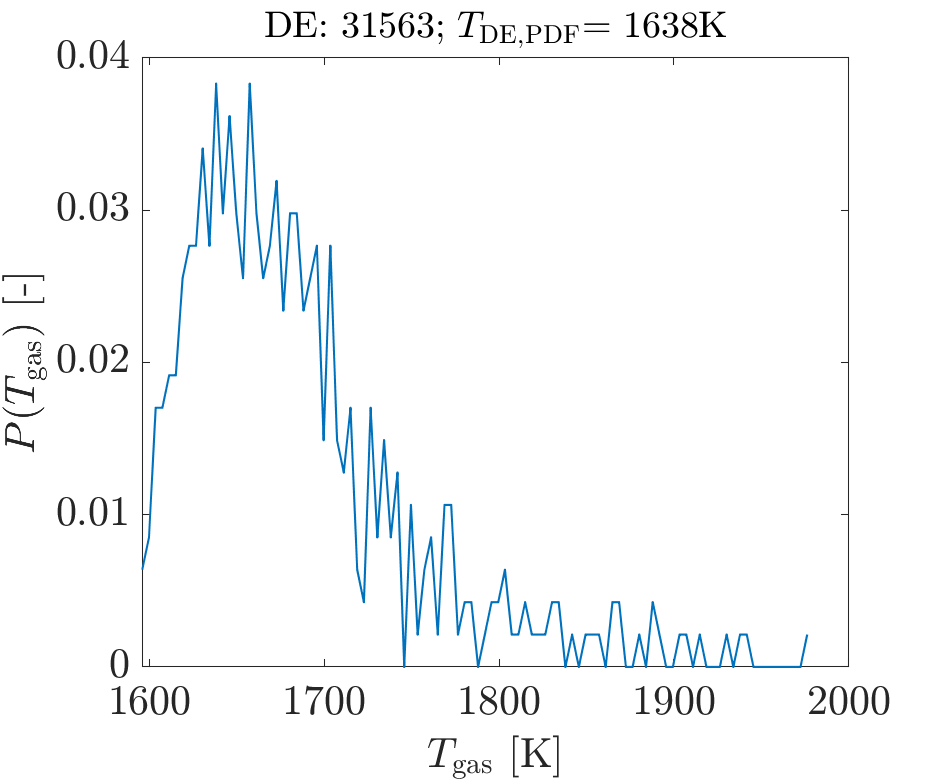 DE: 31563; T_DE,PDF= 1638K
0.04
0.03
0.02
0.01
0
P(T_gas) [-]
1600 1700 1800 1900 2000
T_gas [K]